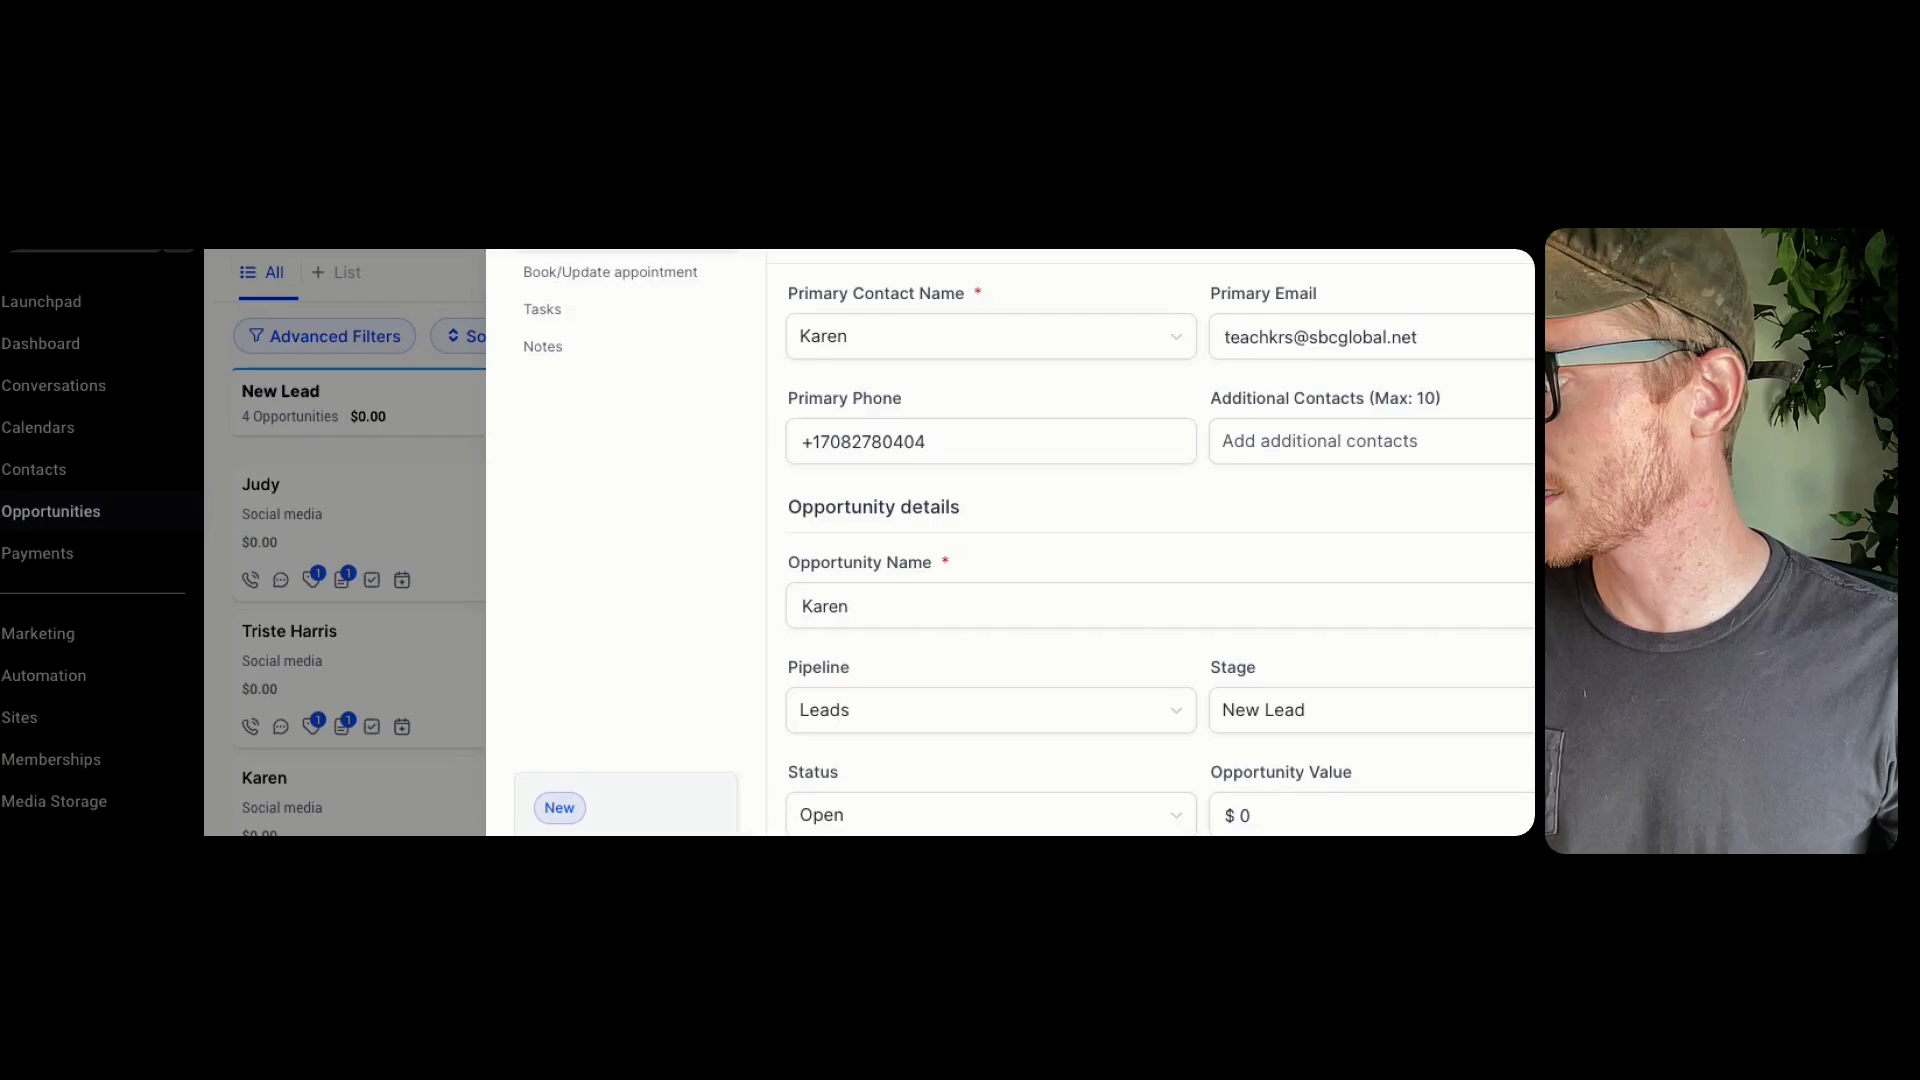 Launchpad
Dashboard
Conversations
Calendars
Contacts
Opportunities
Payments
Marketing
Automation
Sites
Memberships
Media Storage
All
+ List
Advanced Filters
So
New Lead
4 Opportunities $0.00
Judy
Social media
$0.00
1 1
Triste Harris
Social media
$0.00
1 1
Karen
Social media
$0.00
Book/Update appointment
Tasks
Notes
New
Primary Contact Name *
Karen
Primary Email
teachkrs@sbcglobal.net
Primary Phone
+17082780404
Additional Contacts (Max: 10)
Add additional contacts
Opportunity details
Opportunity Name *
Karen
Pipeline
Leads
Stage
New Lead
Status
Open
Opportunity Value
$ 0